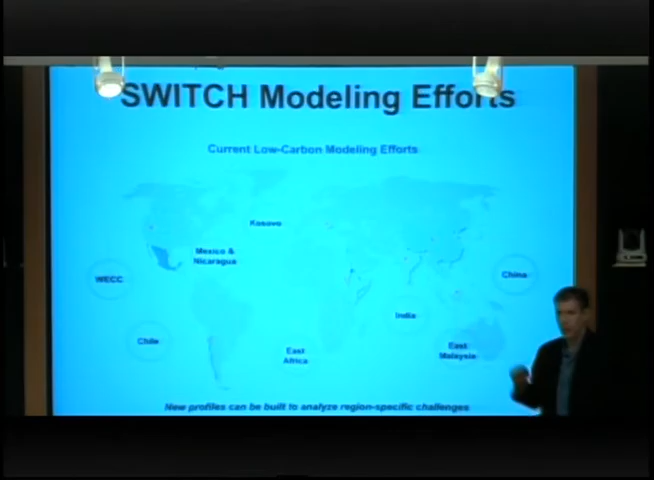 SWITCH Modeling Efforts
Current Low-Carbon Modeling Efforts
Kosovo
Mexico &
Nicaragua
WECC
China
India
Chile
East
Africa
East
Malaysia
New profiles can be built to analyze region-specific challenges